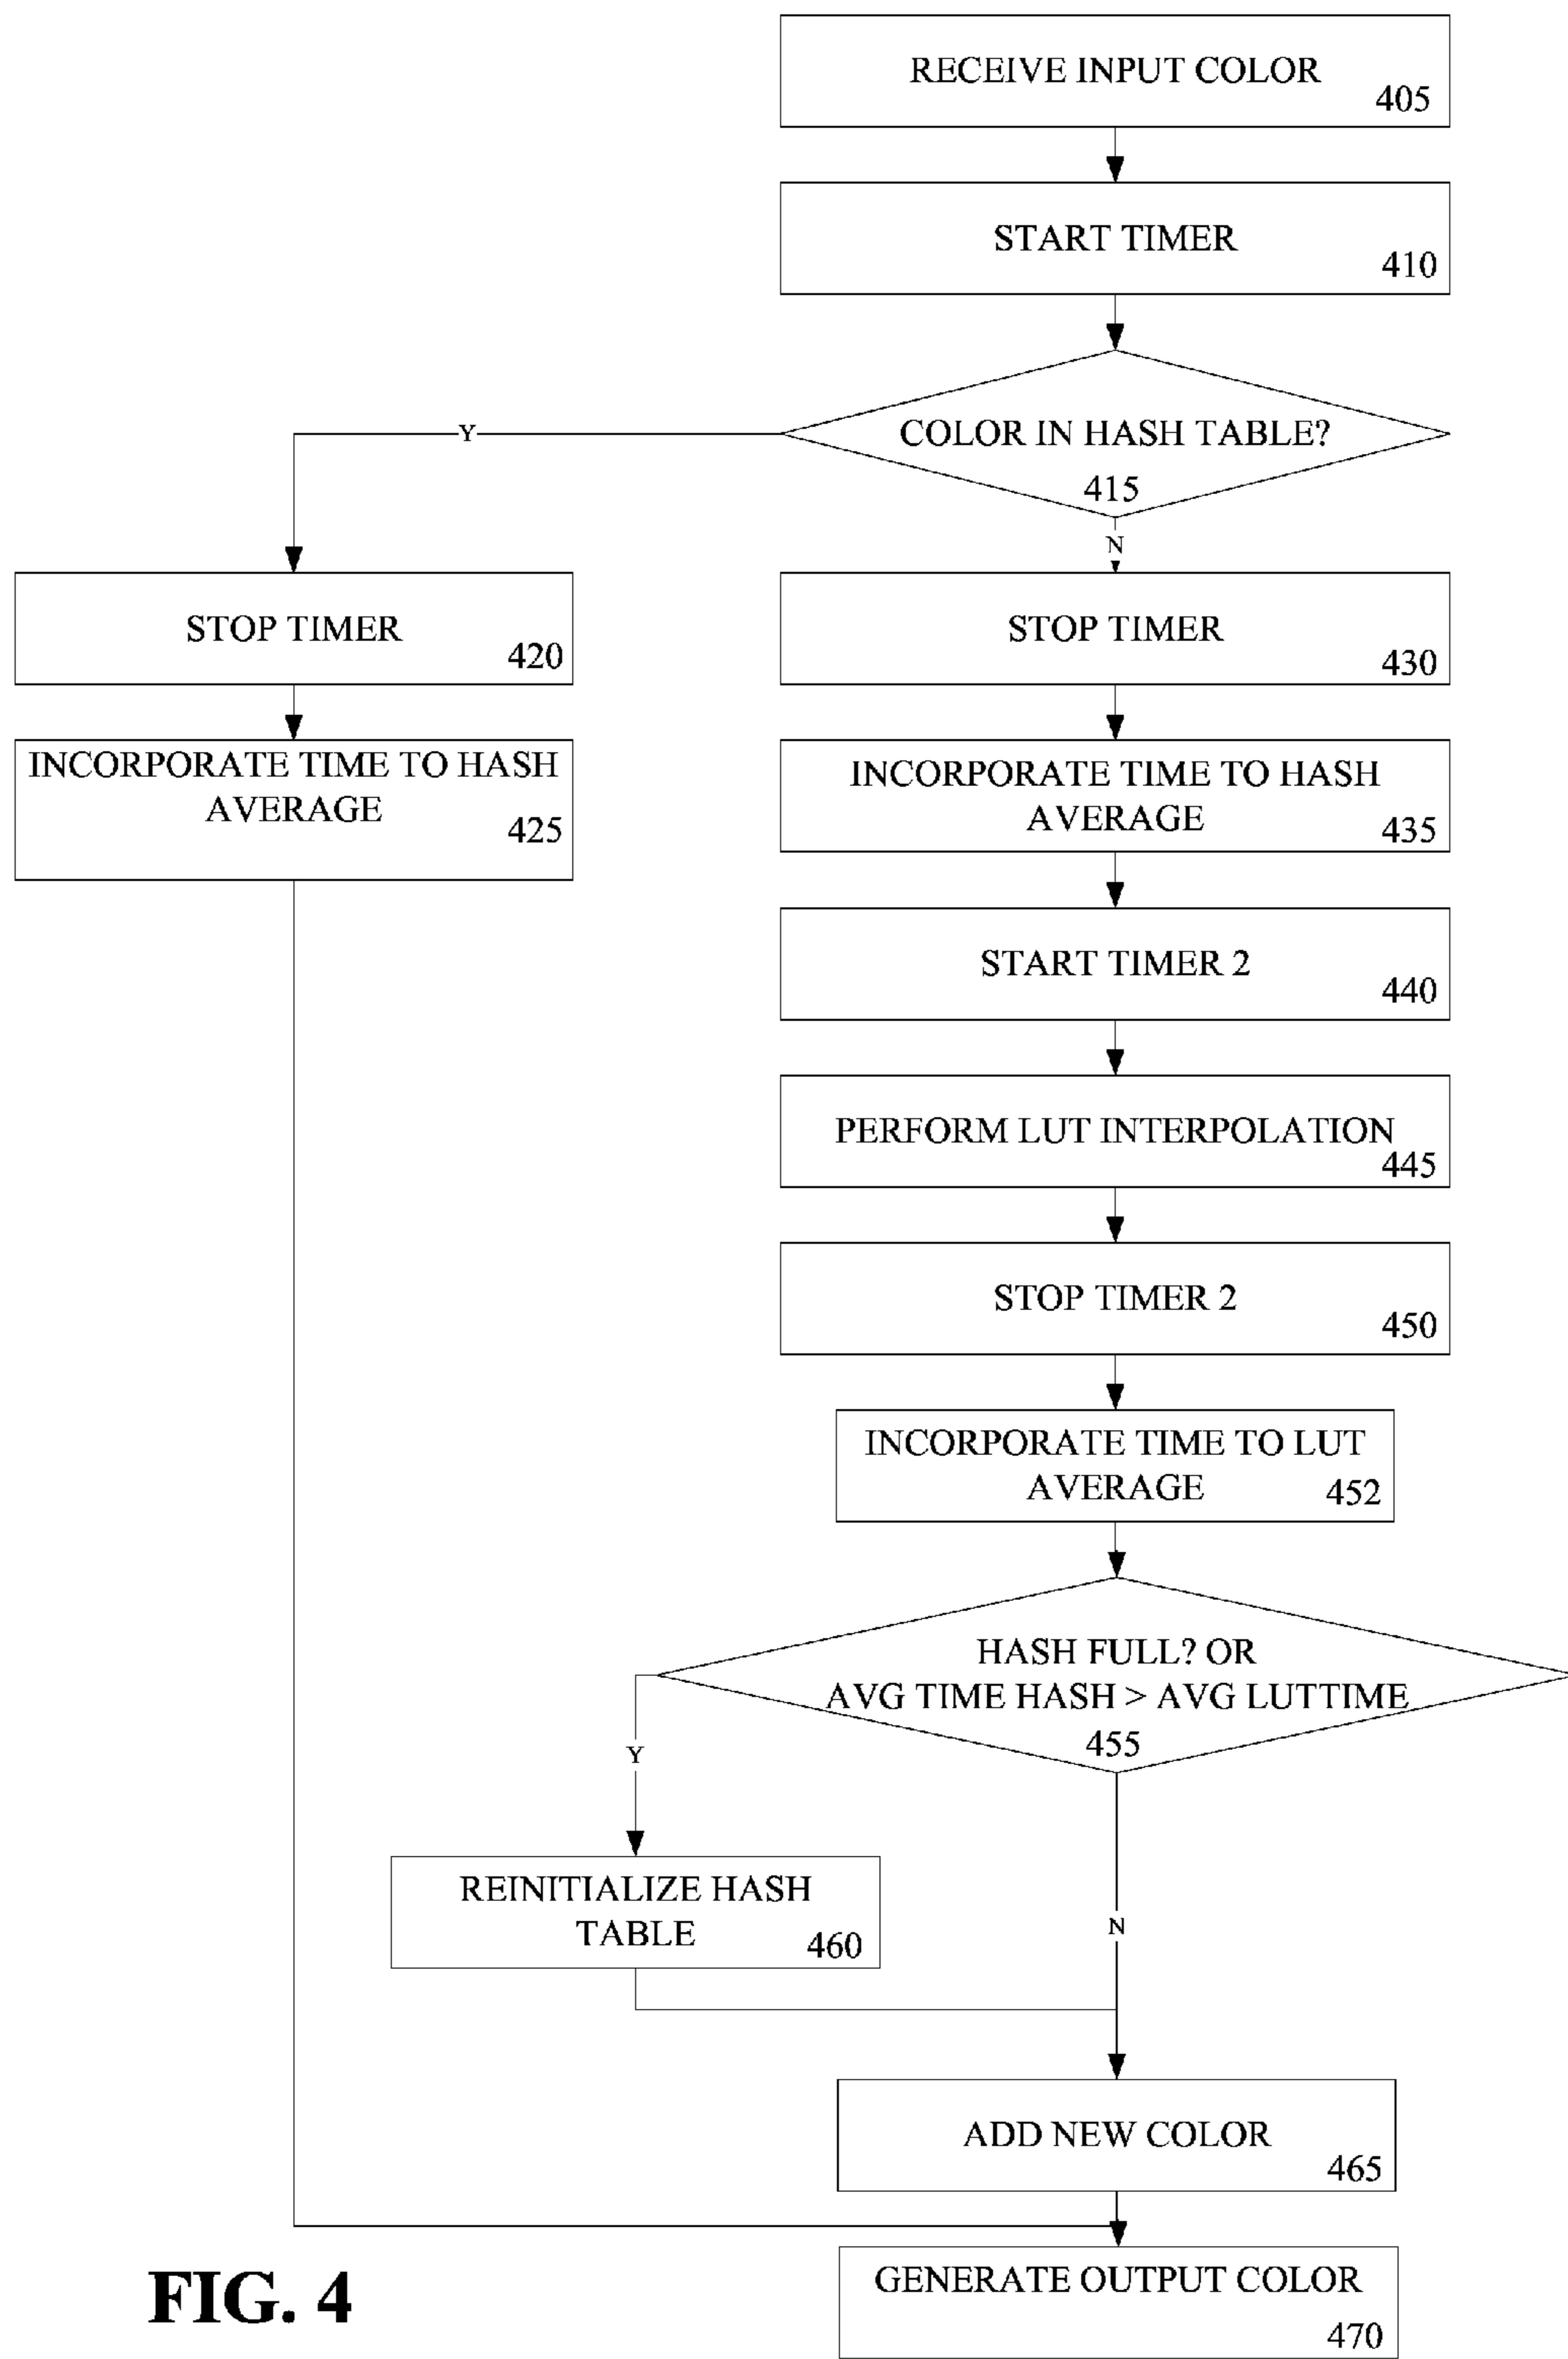 RECEIVE INPUT COLOR
405
START TIMER
410
COLOR IN HASH TABLE?
415
Y
N
STOP TIMER
420
STOP TIMER
430
INCORPORATE TIME TO HASH
AVERAGE
425
INCORPORATE TIME TO HASH
AVERAGE
435
START TIMER 2
440
PERFORM LUT INTERPOLATION
445
STOP TIMER 2
450
INCORPORATE TIME TO LUT
AVERAGE
452
HASH FULL? OR
AVG TIME HASH > AVG LUTTIME
455
Y
N
REINITIALIZE HASH
TABLE
460
ADD NEW COLOR
465
GENERATE OUTPUT COLOR
470
FIG. 4